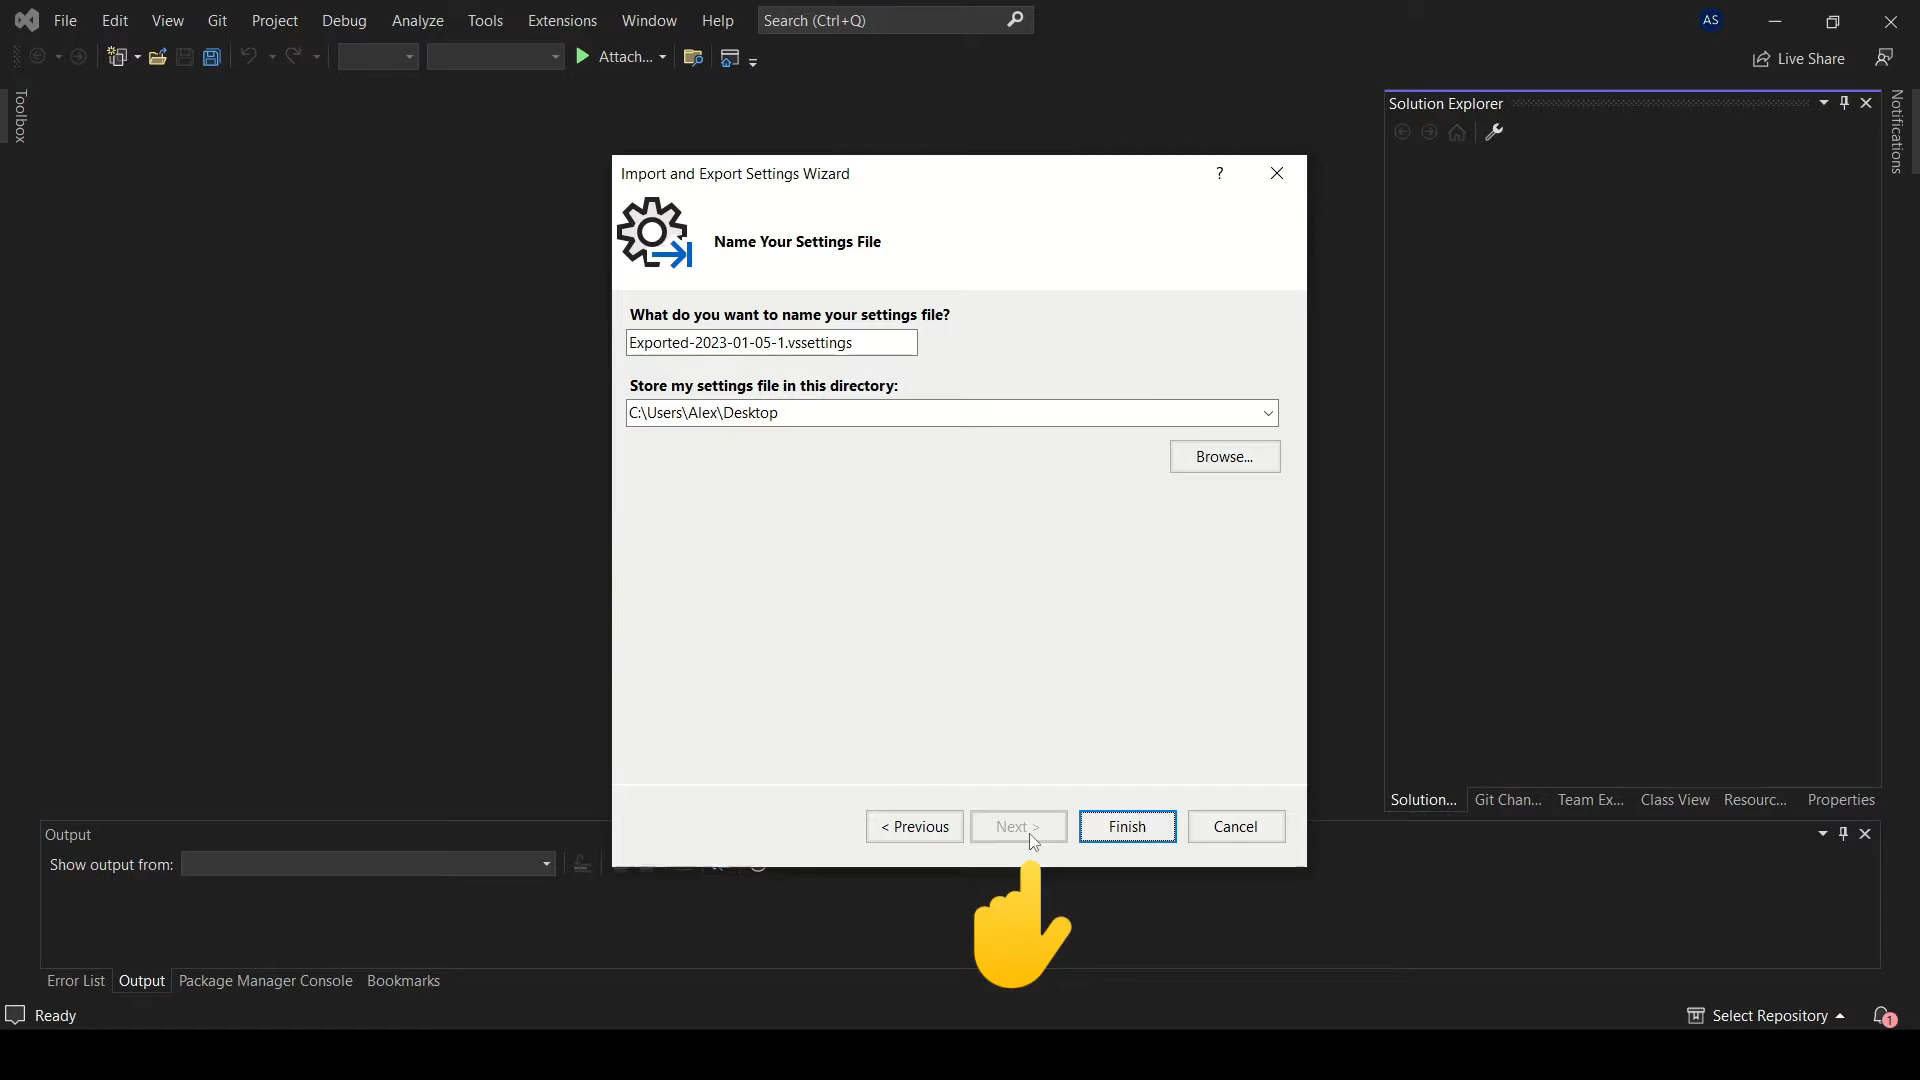 File Edit View Git Project Debug Analyze Tools Extensions Window Help Search (Ctrl+Q) AS
Attach... Live Share
Toolbox
Solution Explorer
Notifications
Import and Export Settings Wizard ?
Name Your Settings File
What do you want to name your settings file?
Exported-2023-01-05-1.vssettings
Store my settings file in this directory:
C:\Users\Alex\Desktop
Browse...
< Previous Next > Finish Cancel
Solution... Git Chan... Team Ex... Class View Resourc... Properties
Output
Show output from:
Error List Output Package Manager Console Bookmarks
Ready Select Repository 1